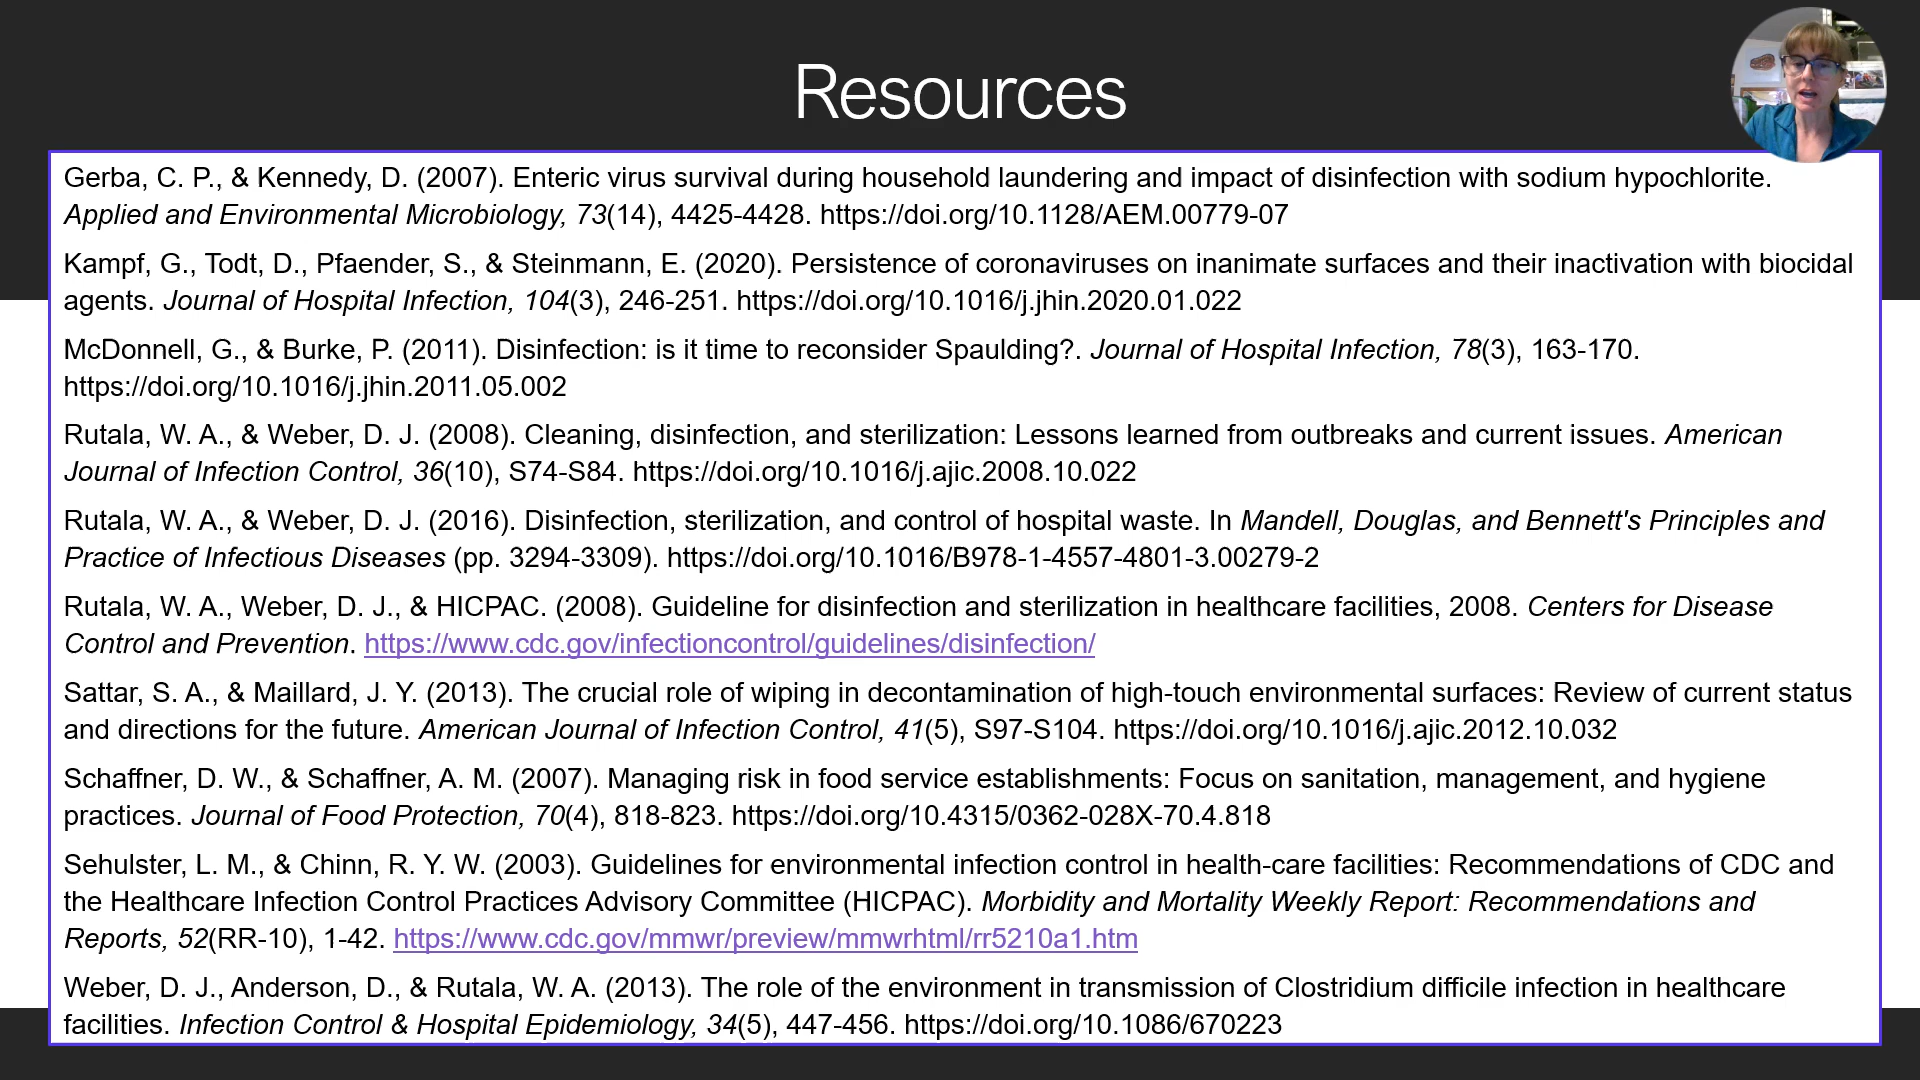 Resources
Gerba, C. P., & Kennedy, D. (2007). Enteric virus survival during household laundering and impact of disinfection with sodium hypochlorite.
Applied and Environmental Microbiology, 73(14), 4425-4428. https://doi.org/10.1128/AEM.00779-07
Kampf, G., Todt, D., Pfaender, S., & Steinmann, E. (2020). Persistence of coronaviruses on inanimate surfaces and their inactivation with biocidal
agents. Journal of Hospital Infection, 104(3), 246-251. https://doi.org/10.1016/j.jhin.2020.01.022
McDonnell, G., & Burke, P. (2011). Disinfection: is it time to reconsider Spaulding?. Journal of Hospital Infection, 78(3), 163-170.
https://doi.org/10.1016/j.jhin.2011.05.002
Rutala, W. A., & Weber, D. J. (2008). Cleaning, disinfection, and sterilization: Lessons learned from outbreaks and current issues. American
Journal of Infection Control, 36(10), S74-S84. https://doi.org/10.1016/j.ajic.2008.10.022
Rutala, W. A., & Weber, D. J. (2016). Disinfection, sterilization, and control of hospital waste. In Mandell, Douglas, and Bennett's Principles and
Practice of Infectious Diseases (pp. 3294-3309). https://doi.org/10.1016/B978-1-4557-4801-3.00279-2
Rutala, W. A., Weber, D. J., & HICPAC. (2008). Guideline for disinfection and sterilization in healthcare facilities, 2008. Centers for Disease
Control and Prevention. https://www.cdc.gov/infectioncontrol/guidelines/disinfection/
Sattar, S. A., & Maillard, J. Y. (2013). The crucial role of wiping in decontamination of high-touch environmental surfaces: Review of current status
and directions for the future. American Journal of Infection Control, 41(5), S97-S104. https://doi.org/10.1016/j.ajic.2012.10.032
Schaffner, D. W., & Schaffner, A. M. (2007). Managing risk in food service establishments: Focus on sanitation, management, and hygiene
practices. Journal of Food Protection, 70(4), 818-823. https://doi.org/10.4315/0362-028X-70.4.818
Sehulster, L. M., & Chinn, R. Y. W. (2003). Guidelines for environmental infection control in health-care facilities: Recommendations of CDC and
the Healthcare Infection Control Practices Advisory Committee (HICPAC). Morbidity and Mortality Weekly Report: Recommendations and
Reports, 52(RR-10), 1-42. https://www.cdc.gov/mmwr/preview/mmwrhtml/rr5210a1.htm
Weber, D. J., Anderson, D., & Rutala, W. A. (2013). The role of the environment in transmission of Clostridium difficile infection in healthcare
facilities. Infection Control & Hospital Epidemiology, 34(5), 447-456. https://doi.org/10.1086/670223